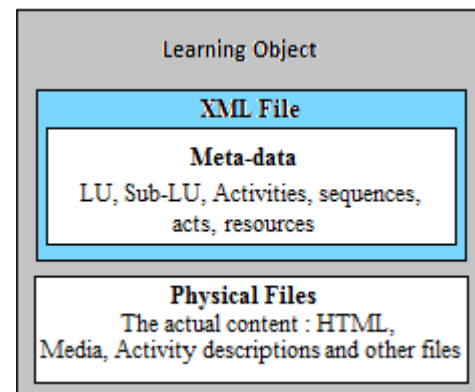 Learning Object
XML File
Meta-data
LU, Sub-LU, Activities, sequences,
acts, resources
Physical Files
The actual content : HTML,
Media, Activity descriptions and other files